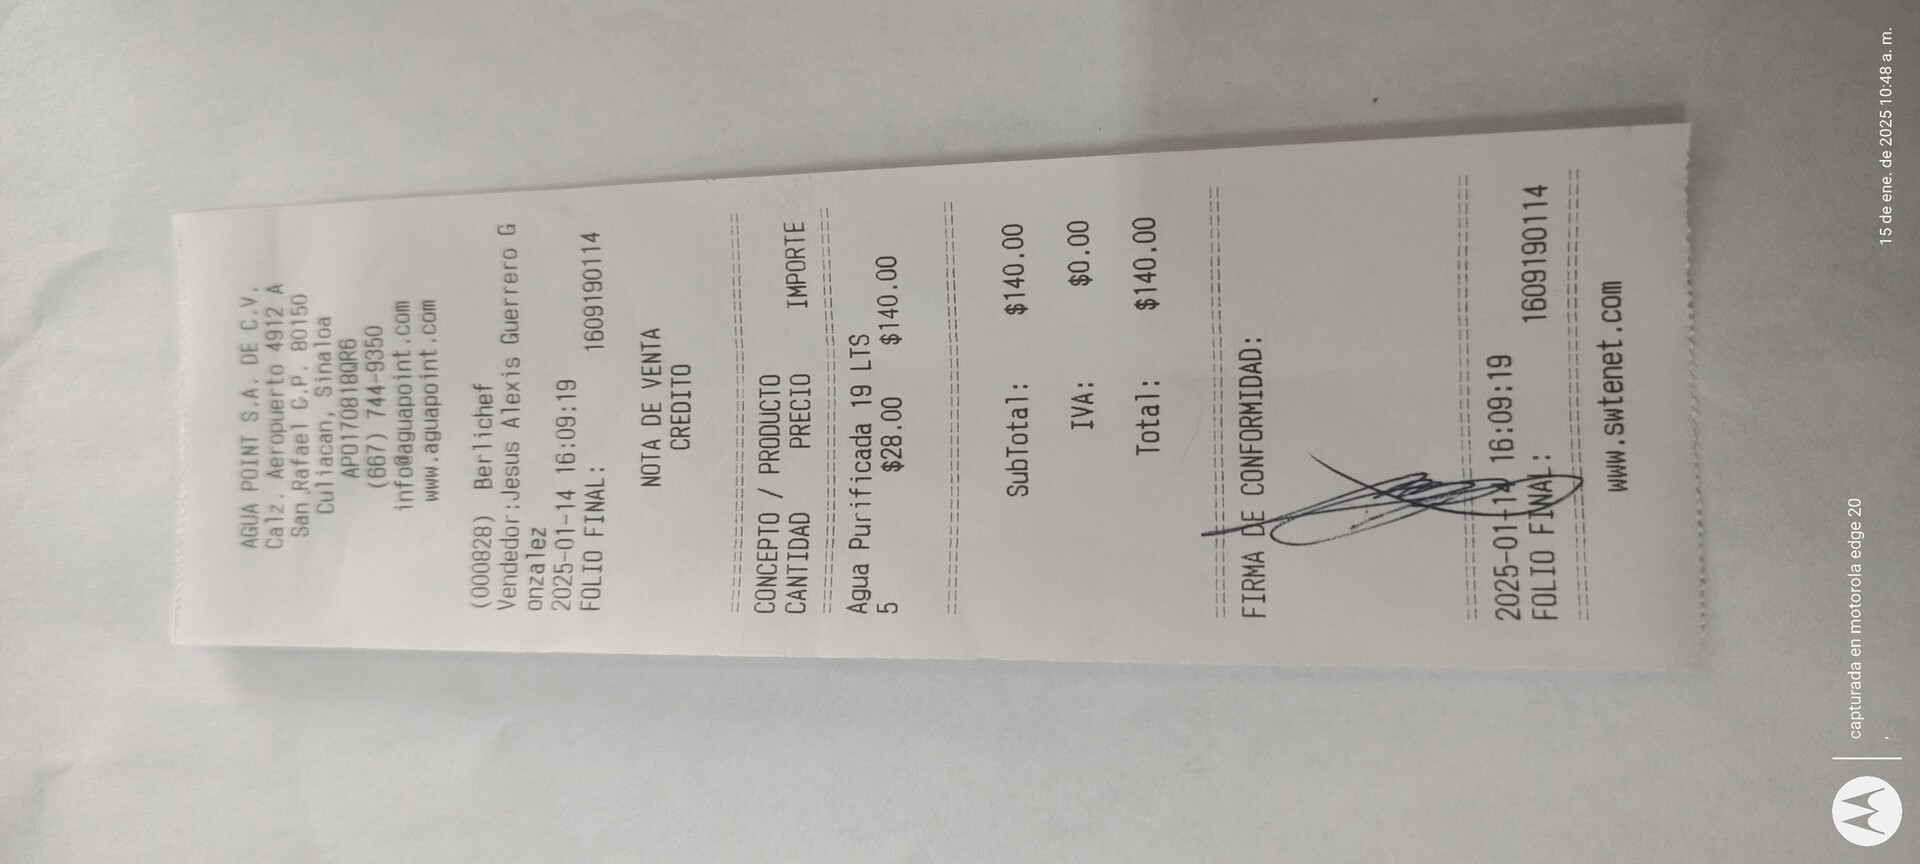 AGUA POINT S.A. DE C.V.
Calz. Aeropuerto 4912 A
San Rafael C.P. 80150
Culiacan, Sinaloa
APO170818QR6
(667) 744-9350
info@aguapoint.com
www.aguapoint.com
(000828) Berlichef
Vendedor:Jesus Alexis Guerrero G
onzalez
2025-01-14 16:09:19
FOLIO FINAL: 1609190114
NOTA DE VENTA
CREDITO
================================
CONCEPTO / PRODUCTO
CANTIDAD PRECIO IMPORTE
================================
Agua Purificada 19 LTS
5 $28.00 $140.00
================================
SubTotal: $140.00
IVA: $0.00
Total: $140.00
================================
FIRMA DE CONFORMIDAD:
================================
2025-01-14 16:09:19
FOLIO FINAL: 1609190114
================================
www.swtenet.com
capturada en motorola edge 20
, 15 de ene. de 2025 10:48 a. m.